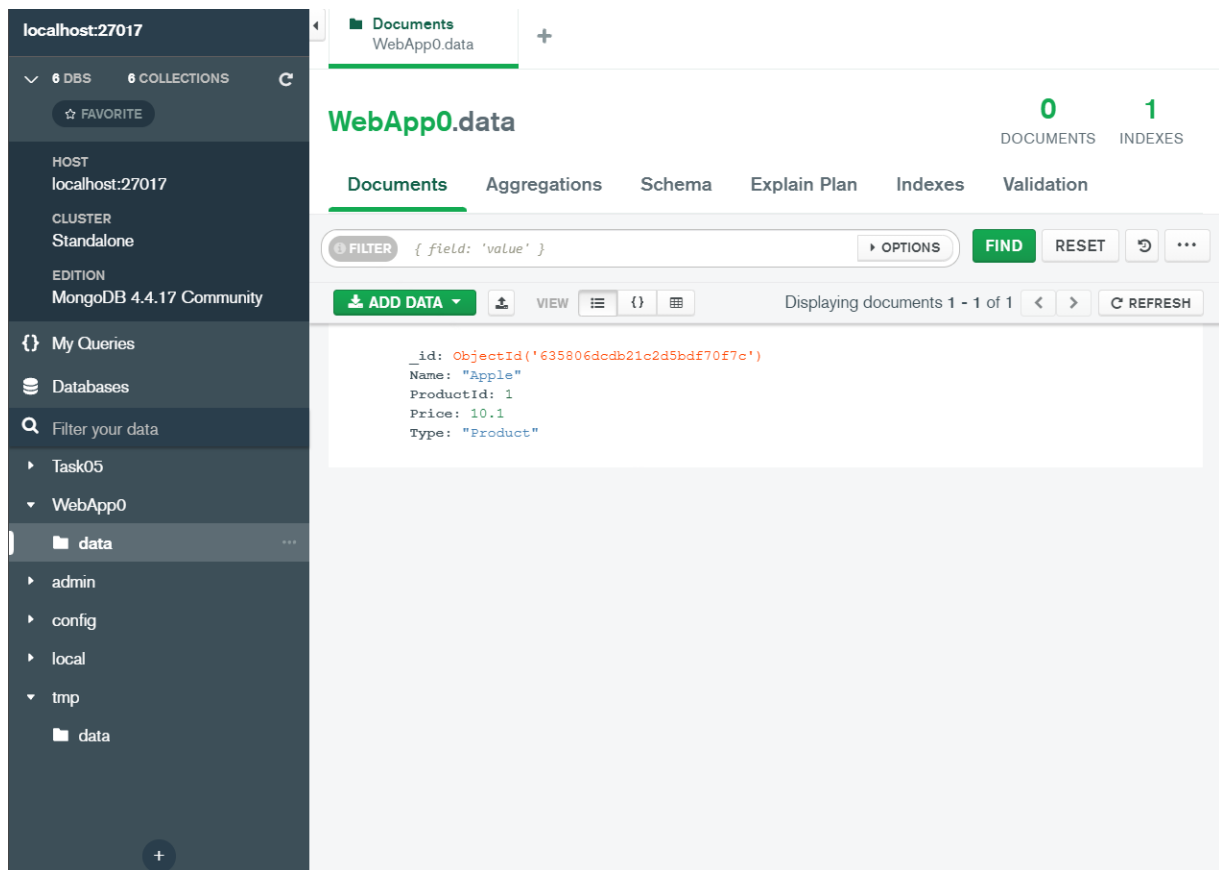 localhost:27017
6 DBS 6 COLLECTIONS
FAVORITE
HOST
localhost:27017
CLUSTER
Standalone
EDITION
MongoDB 4.4.17 Community
{} My Queries
Databases
Filter your data
Task05
WebApp0
data
admin
config
local
tmp
data
+
Documents
WebApp0.data
+
WebApp0.data
0
DOCUMENTS
1
INDEXES
Documents Aggregations Schema Explain Plan Indexes Validation
FILTER { field: 'value' } OPTIONS FIND RESET ...
ADD DATA VIEW {} Displaying documents 1 - 1 of 1 < > REFRESH
_id: ObjectId('635806dcdb21c2d5bdf70f7c')
Name: "Apple"
ProductId: 1
Price: 10.1
Type: "Product"